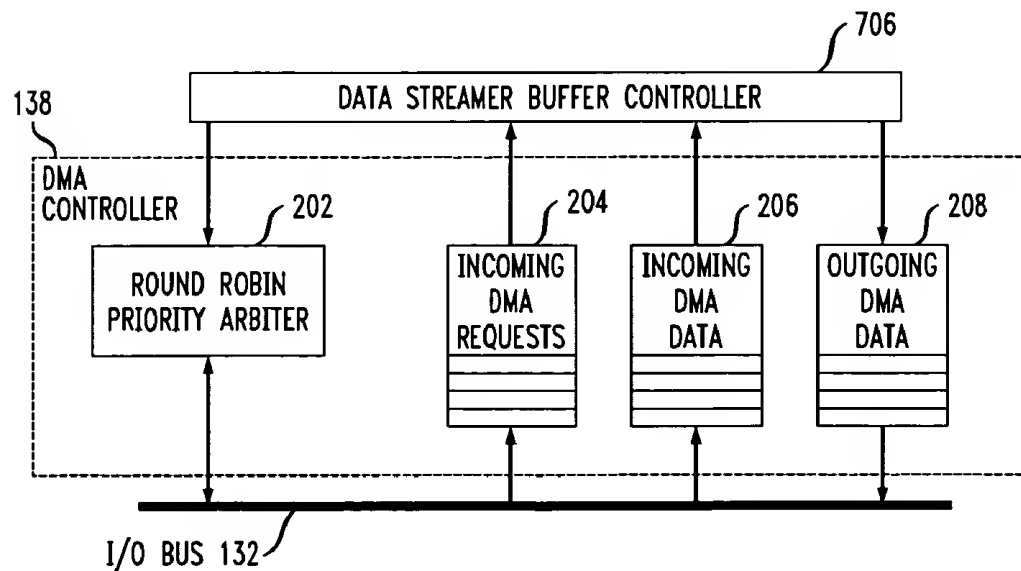 706
DATA STREAMER BUFFER CONTROLLER
138
DMA
CONTROLLER
202
ROUND ROBIN
PRIORITY ARBITER
204
INCOMING
DMA
REQUESTS
206
INCOMING
DMA
DATA
208
OUTGOING
DMA
DATA
I/O BUS 132